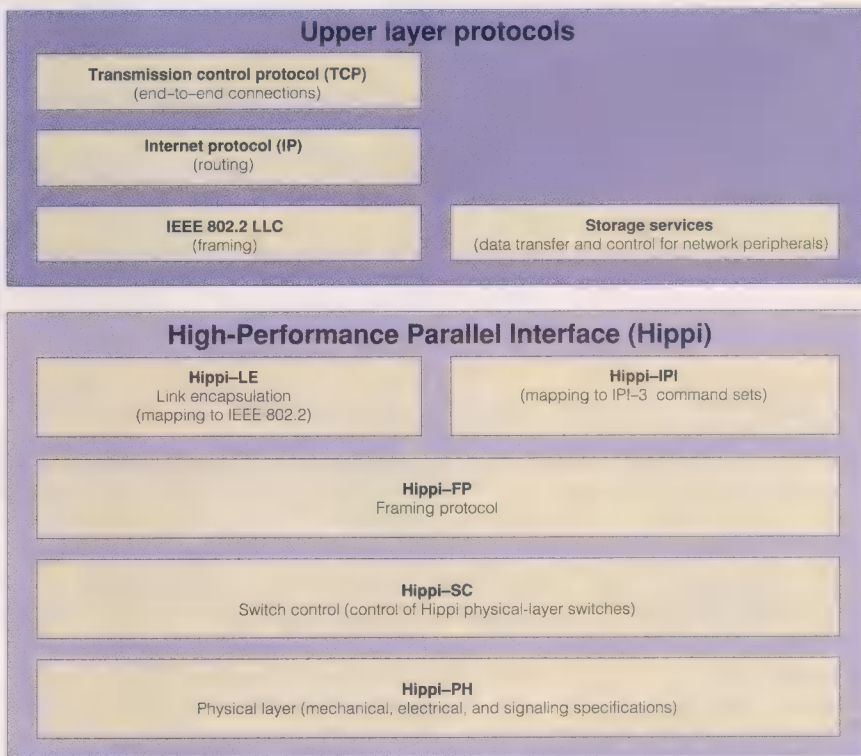 Upper layer protocols
Transmission control protocol (TCP)
(end–to–end connections)
Internet protocol (IP)
(routing)
IEEE 802.2 LLC
(framing)
Storage services
(data transfer and control for network peripherals)
High-Performance Parallel Interface (Hippi)
Hippi–LE
Link encapsulation
(mapping to IEEE 802.2)
Hippi–IPI
(mapping to IPI–3 command sets)
Hippi–FP
Framing protocol
Hippi–SC
Switch control (control of Hippi physical-layer switches)
Hippi–PH
Physical layer (mechanical, electrical, and signaling specifications)